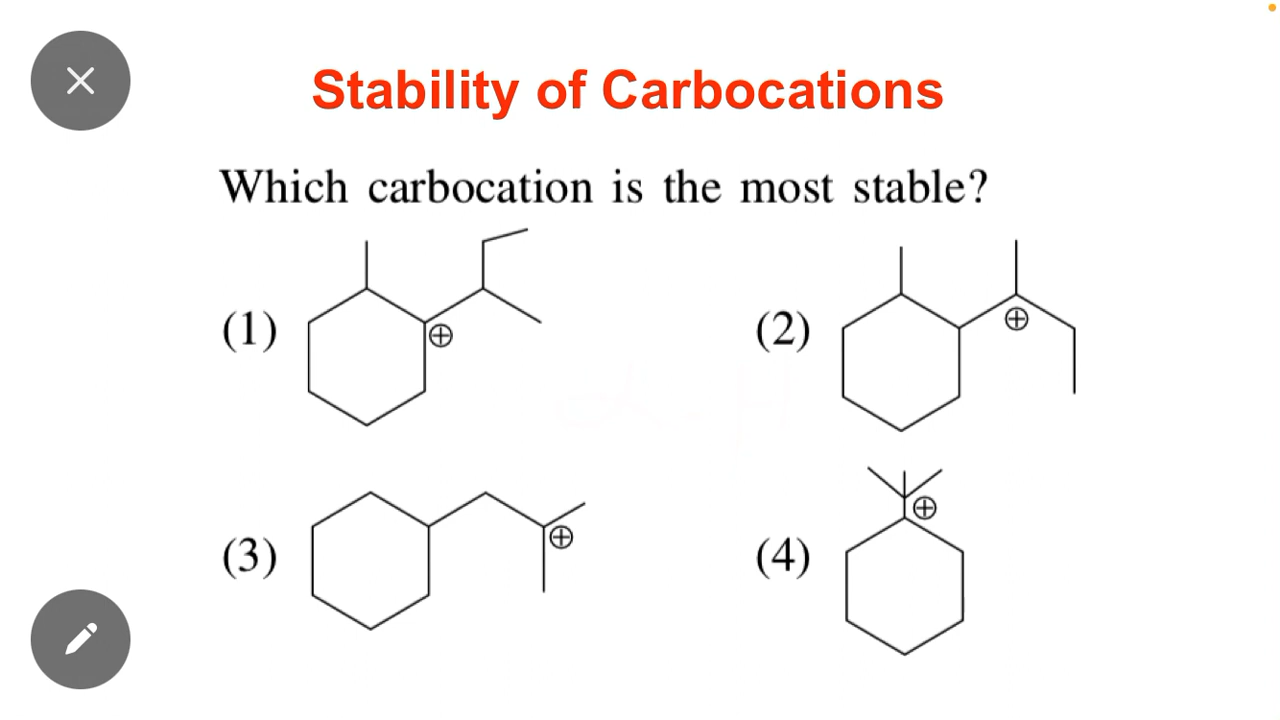 Stability of Carbocations
Which carbocation is the most stable?
(1) ⊕
(2) ⊕
(3) ⊕
(4) ⊕